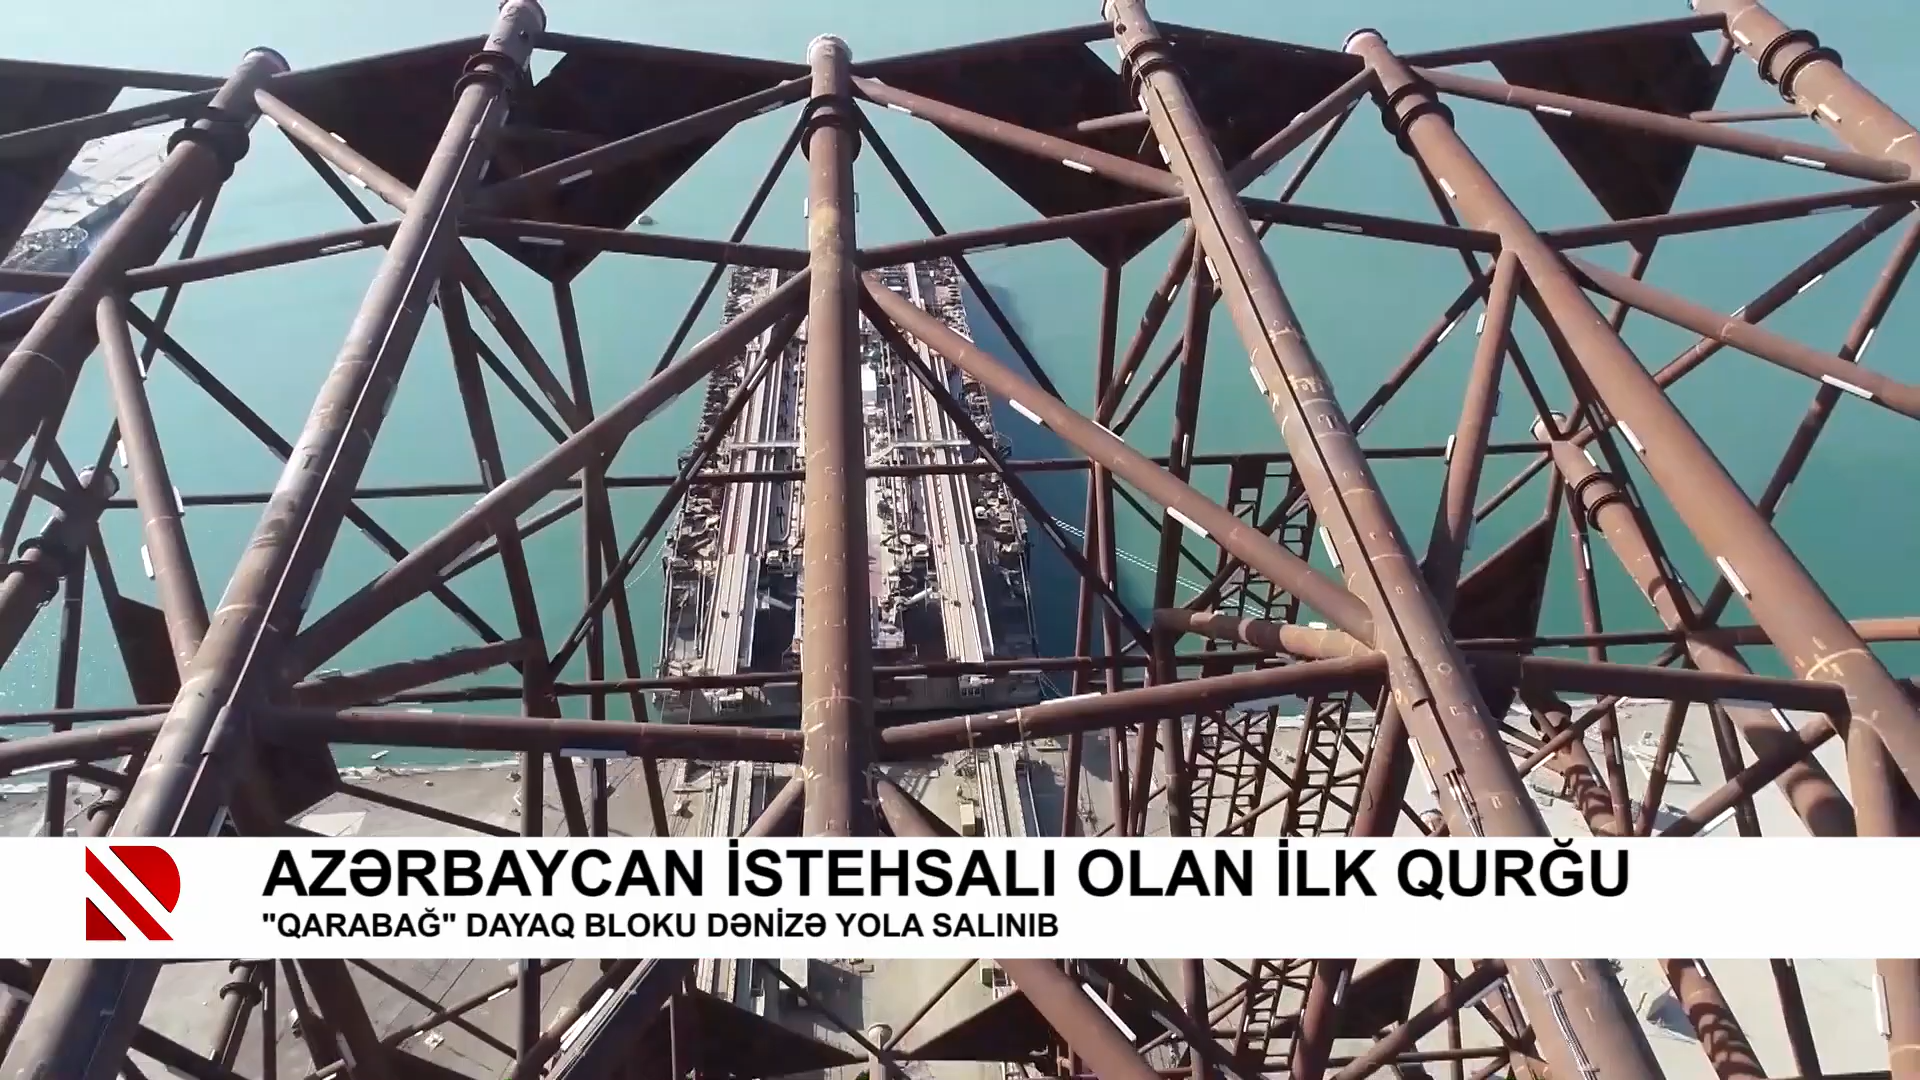 AZƏRBAYCAN İSTEHSALI OLAN İLK QURĞU
"QARABAĞ" DAYAQ BLOKU DƏNİZƏ YOLA SALINIB